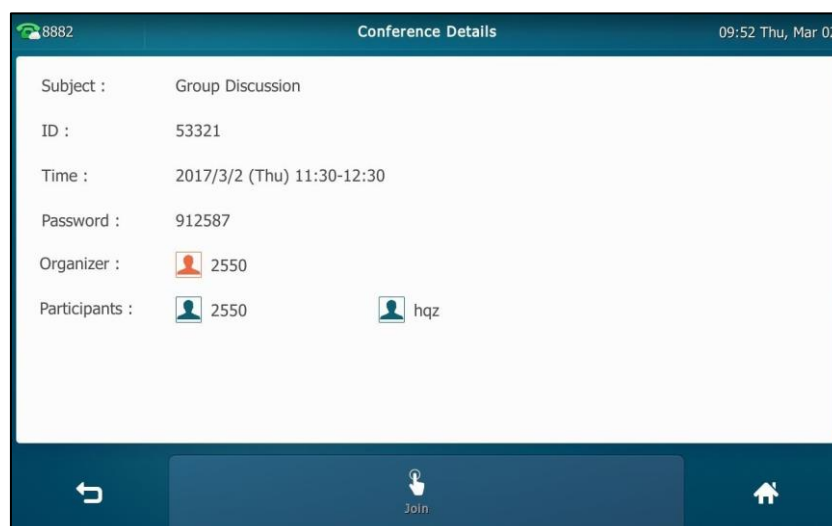 8882 Conference Details 09:52 Thu, Mar 02
Subject : Group Discussion
ID : 53321
Time : 2017/3/2 (Thu) 11:30-12:30
Password : 912587
Organizer : 2550
Participants : 2550 hqz
Join